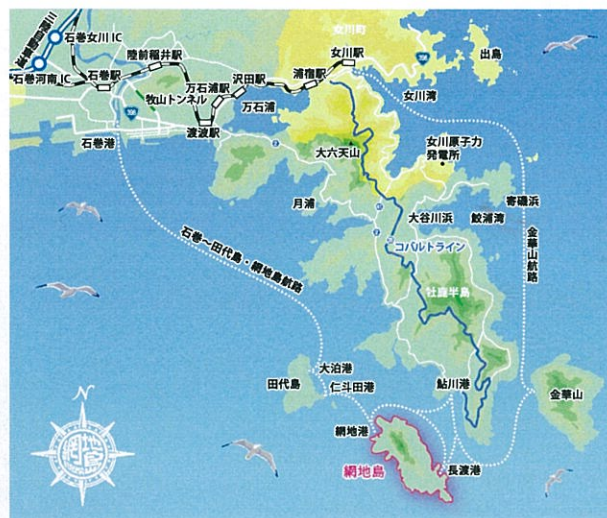 三陸自動車道
石巻女川IC
石巻河南IC
石巻駅
陸前稲井駅
牧山トンネル
万石浦駅
渡波駅
沢田駅
万石浦
浦宿駅
女川駅
女川町
398
398
出島
女川湾
石巻港
大六天山
女川原子力
発電所
月浦
大谷川浜
鮫浦湾
寄磯浜
コバルトライン
金華山航路
石巻〜田代島・網地島航路
牡鹿半島
大泊港
田代島
仁斗田港
鮎川港
金華山
網地港
網地島
長渡港
N
網地島